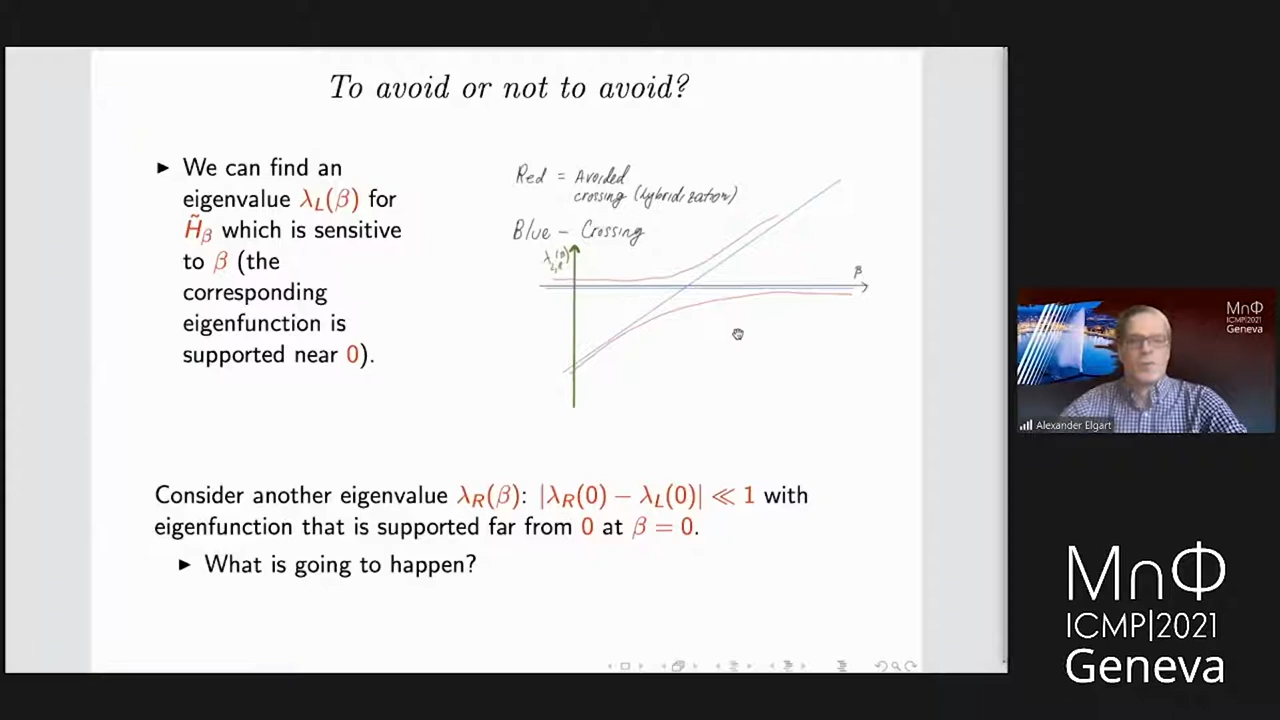 To avoid or not to avoid?
► We can find an
eigenvalue λ_L(β) for
H̃_β which is sensitive
to β (the
corresponding
eigenfunction is
supported near 0).
Red = Avoided
crossing (hybridization)
Blue – Crossing
β
Consider another eigenvalue λ_R(β): |λ_R(0) − λ_L(0)| ≪ 1 with
eigenfunction that is supported far from 0 at β = 0.
► What is going to happen?
MnΦ
ICMP|2021
Geneva
Alexander Elgart
MnΦ
ICMP|2021
Geneva